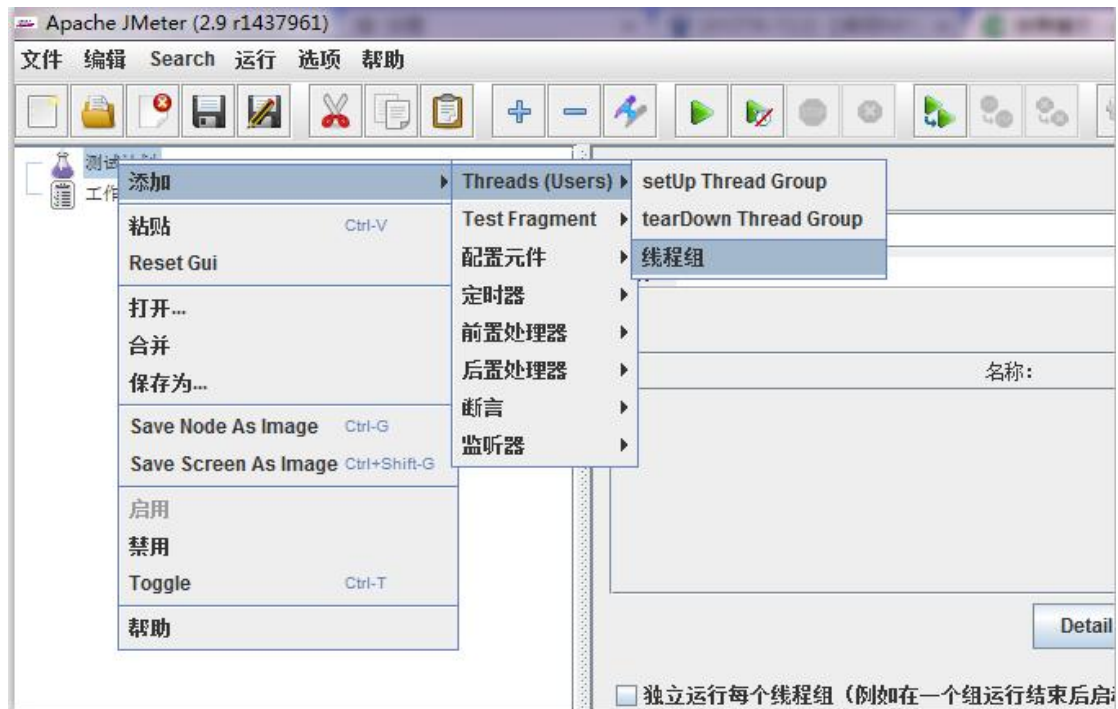 Apache JMeter (2.9 r1437961)
文件 编辑 Search 运行 选项 帮助
测试
工作
添加
粘贴 Ctrl-V
Reset Gui
打开...
合并
保存为...
Save Node As Image Ctrl-G
Save Screen As Image Ctrl+Shift-G
启用
禁用
Toggle Ctrl-T
帮助
Threads (Users)
Test Fragment
配置元件
定时器
前置处理器
后置处理器
断言
监听器
setUp Thread Group
tearDown Thread Group
线程组
名称:
Detail
独立运行每个线程组（例如在一个组运行结束后启